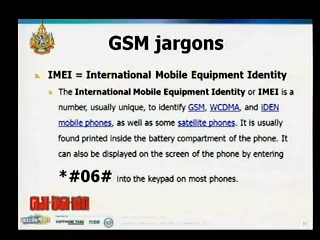 GSM jargons
IMEI = International Mobile Equipment Identity
The International Mobile Equipment Identity or IMEI is a
number, usually unique, to identify GSM, WCDMA, and iDEN
mobile phones, as well as some satellite phones. It is usually
found printed inside the battery compartment of the phone. It
can also be displayed on the screen of the phone by entering
*#06# into the keypad on most phones.